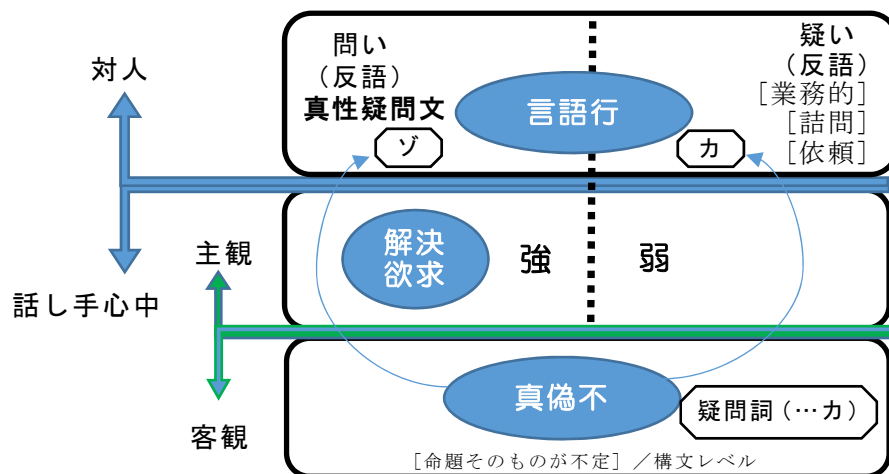 対人
話し手心中
主観
客観
問い
（反語）
真性疑問文
ゾ
言語行
疑い
（反語）
［業務的］
［詰問］
［依頼］
カ
解決
欲求
強
弱
真偽不
疑問詞（…カ）
［命題そのものが不定］／構文レベル